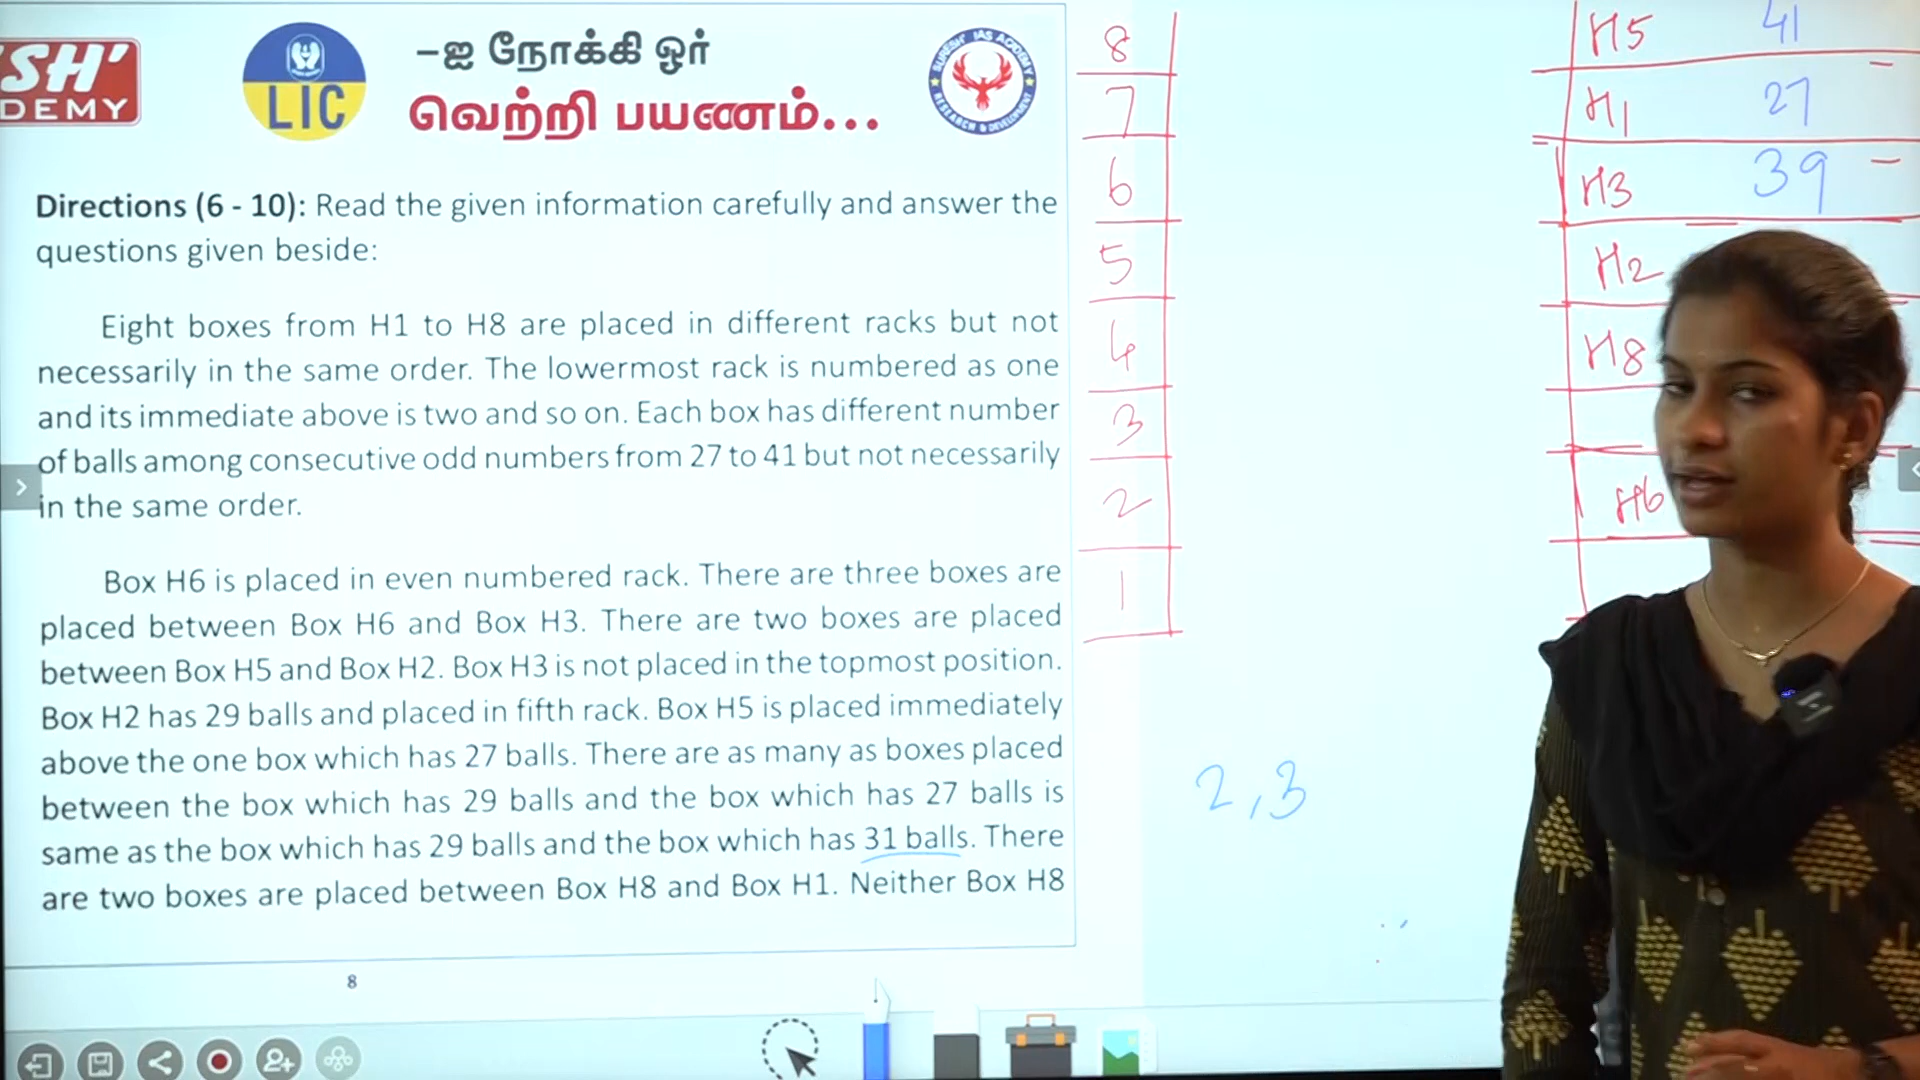 SH'
DEMY
LIC
–ஐ நோக்கி ஓர்
வெற்றி பயணம்...
SURESH' IAS ACADEMY
RESEARCH & DEVELOPMENT
Directions (6 - 10): Read the given information carefully and answer the
questions given beside:
Eight boxes from H1 to H8 are placed in different racks but not
necessarily in the same order. The lowermost rack is numbered as one
and its immediate above is two and so on. Each box has different number
of balls among consecutive odd numbers from 27 to 41 but not necessarily
in the same order.
Box H6 is placed in even numbered rack. There are three boxes are
placed between Box H6 and Box H3. There are two boxes are placed
between Box H5 and Box H2. Box H3 is not placed in the topmost position.
Box H2 has 29 balls and placed in fifth rack. Box H5 is placed immediately
above the one box which has 27 balls. There are as many as boxes placed
between the box which has 29 balls and the box which has 27 balls is
same as the box which has 29 balls and the box which has 31 balls. There
are two boxes are placed between Box H8 and Box H1. Neither Box H8
8
8
7
6
5
4
3
2
1
H5 41
H1 27
H3 39
H2
H8
H6
2,3